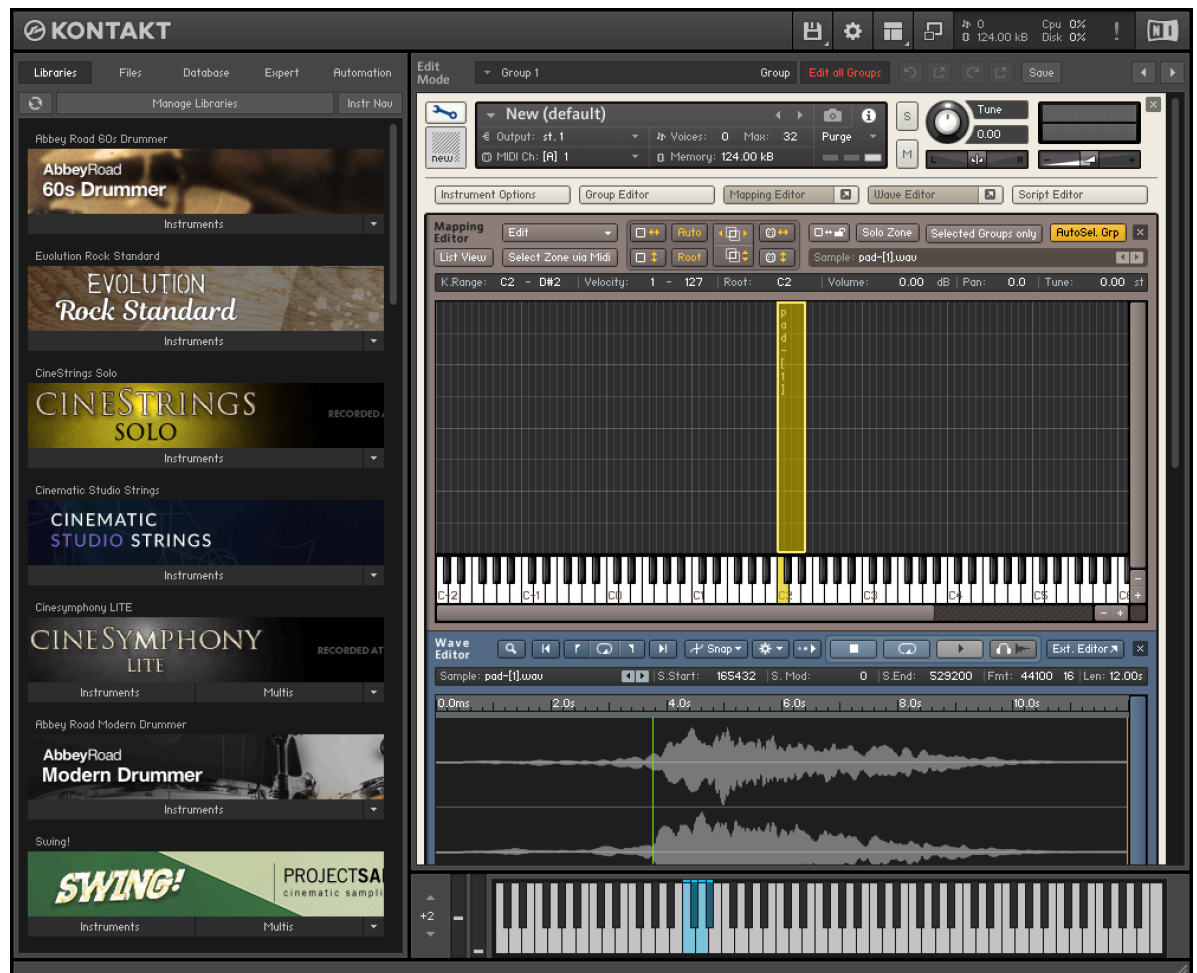 KONTAKT
0 Cpu 0%
124.00 kB Disk 0%
!
Libraries Files Database Expert Automation
Manage Libraries Instr Nav
Abbey Road 60s Drummer
AbbeyRoad
60s Drummer
Instruments
Evolution Rock Standard
EVOLUTION
Rock Standard
Instruments
CineStrings Solo
CINESTRINGS
SOLO
RECORDED
Instruments
Cinematic Studio Strings
CINEMATIC
STUDIO STRINGS
Instruments
Cinesymphony LITE
CINESYMPHONY
LITE
RECORDED AT
Instruments Multis
Abbey Road Modern Drummer
AbbeyRoad
Modern Drummer
Instruments
Swing!
SWING!
PROJECTSA
cinematic sampli
Instruments Multis
Edit
Mode
Group 1 Group Edit all Groups Save
New (default)
Output: st.1 Voices: 0 Max: 32 Purge
MIDI Ch: [A] 1 Memory: 124.00 kB
new
S
M
Tune
0.00
L R
- +
Instrument Options Group Editor Mapping Editor Wave Editor Script Editor
Mapping
Editor
Edit Auto Solo Zone Selected Groups only AutoSel. Grp
List View Select Zone via Midi Root Sample: pad-[1].wav
K.Range: C2 - D#2 Velocity: 1 - 127 Root: C2 Volume: 0.00 dB Pan: 0.0 Tune: 0.00 st
pad-[1]
C-2 C-1 C0 C1 C2 C3 C4 C5
Wave
Editor
Snap Ext. Editor
Sample: pad-[1].wav S.Start: 165432 S. Mod: 0 S.End: 529200 Fmt: 44100 16 Len: 12.00s
0.0ms 2.0s 4.0s 6.0s 8.0s 10.0s
+2